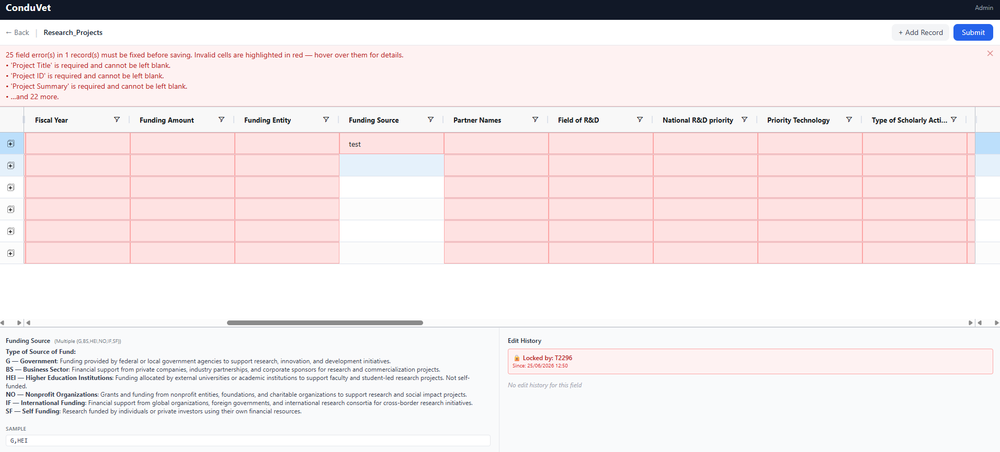 ConduVet
Admin
← Back | Research_Projects
+ Add Record
Submit
25 field error(s) in 1 record(s) must be fixed before saving. Invalid cells are highlighted in red — hover over them for details.
• 'Project Title' is required and cannot be left blank.
• 'Project ID' is required and cannot be left blank.
• 'Project Summary' is required and cannot be left blank.
• ...and 22 more.
Fiscal Year
Funding Amount
Funding Entity
Funding Source
Partner Names
Field of R&D
National R&D priority
Priority Technology
Type of Scholarly Acti...
test
Funding Source (Multiple (G,BS,HEI,NO,IF,SF))
Type of Source of Fund:
G — Government: Funding provided by federal or local government agencies to support research, innovation, and development initiatives.
BS — Business Sector: Financial support from private companies, industry partnerships, and corporate sponsors for research and commercialization projects.
HEI — Higher Education Institutions: Funding allocated by external universities or academic institutions to support faculty and student-led research projects. Not self-
funded.
NO — Nonprofit Organizations: Grants and funding from nonprofit entities, foundations, and charitable organizations to support research and social impact projects.
IF — International Funding: Financial support from global organizations, foreign governments, and international research consortia for cross-border research initiatives.
SF — Self Funding: Research funded by individuals or private investors using their own financial resources.
SAMPLE
G,HEI
Edit History
🔒 Locked by: T2296
Since: 25/06/2026 12:50
No edit history for this field